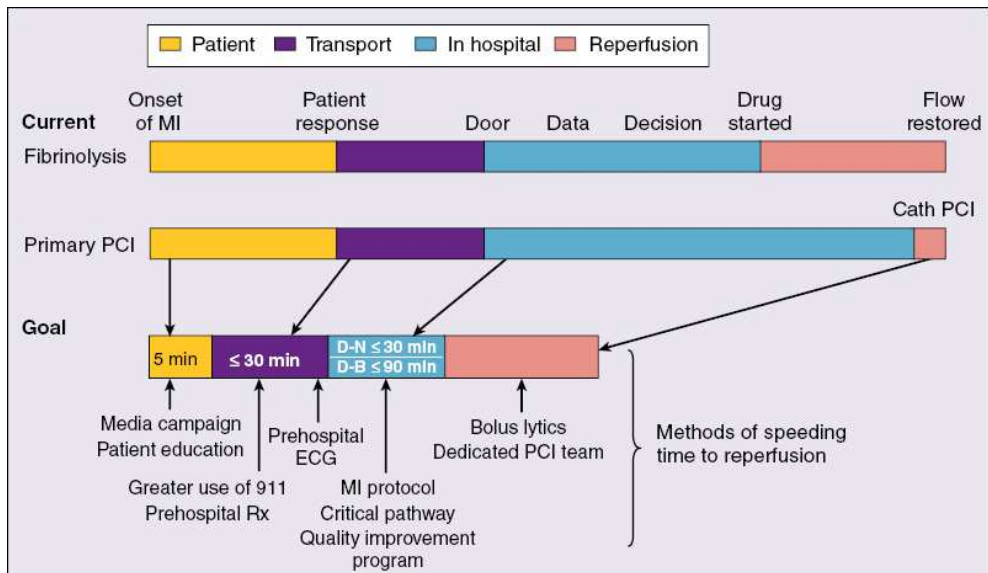 Patient Transport In hospital Reperfusion
Onset
of MI
Patient
response
Door
Data
Decision
Drug
started
Flow
restored
Current
Fibrinolysis
Cath PCI
Primary PCI
Goal
5 min
≤ 30 min
D-N ≤ 30 min
D-B ≤ 90 min
Media campaign
Patient education
Greater use of 911
Prehospital Rx
Prehospital
ECG
MI protocol
Critical pathway
Quality improvement
program
Bolus lytics
Dedicated PCI team
Methods of speeding
time to reperfusion